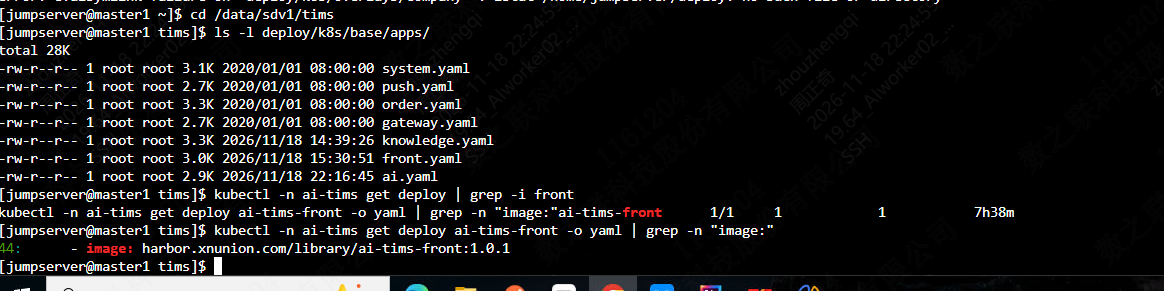 [jumpserver@master1 ~]$ cd /data/sdv1/tims
[jumpserver@master1 tims]$ ls -l deploy/k8s/base/apps/
total 28K
-rw-r--r-- 1 root root 3.1K 2020/01/01 08:00:00 system.yaml
-rw-r--r-- 1 root root 2.7K 2020/01/01 08:00:00 push.yaml
-rw-r--r-- 1 root root 3.3K 2020/01/01 08:00:00 order.yaml
-rw-r--r-- 1 root root 2.7K 2020/01/01 08:00:00 gateway.yaml
-rw-r--r-- 1 root root 3.3K 2026/11/18 14:39:26 knowledge.yaml
-rw-r--r-- 1 root root 3.0K 2026/11/18 15:30:51 front.yaml
-rw-r--r-- 1 root root 2.9K 2026/11/18 22:16:45 ai.yaml
[jumpserver@master1 tims]$ kubectl -n ai-tims get deploy | grep -i front
kubectl -n ai-tims get deploy ai-tims-front -o yaml | grep -n "image:"ai-tims-front 1/1 1 1 7h38m
[jumpserver@master1 tims]$ kubectl -n ai-tims get deploy ai-tims-front -o yaml | grep -n "image:"
44: - image: harbor.xnunion.com/library/ai-tims-front:1.0.1
[jumpserver@master1 tims]$